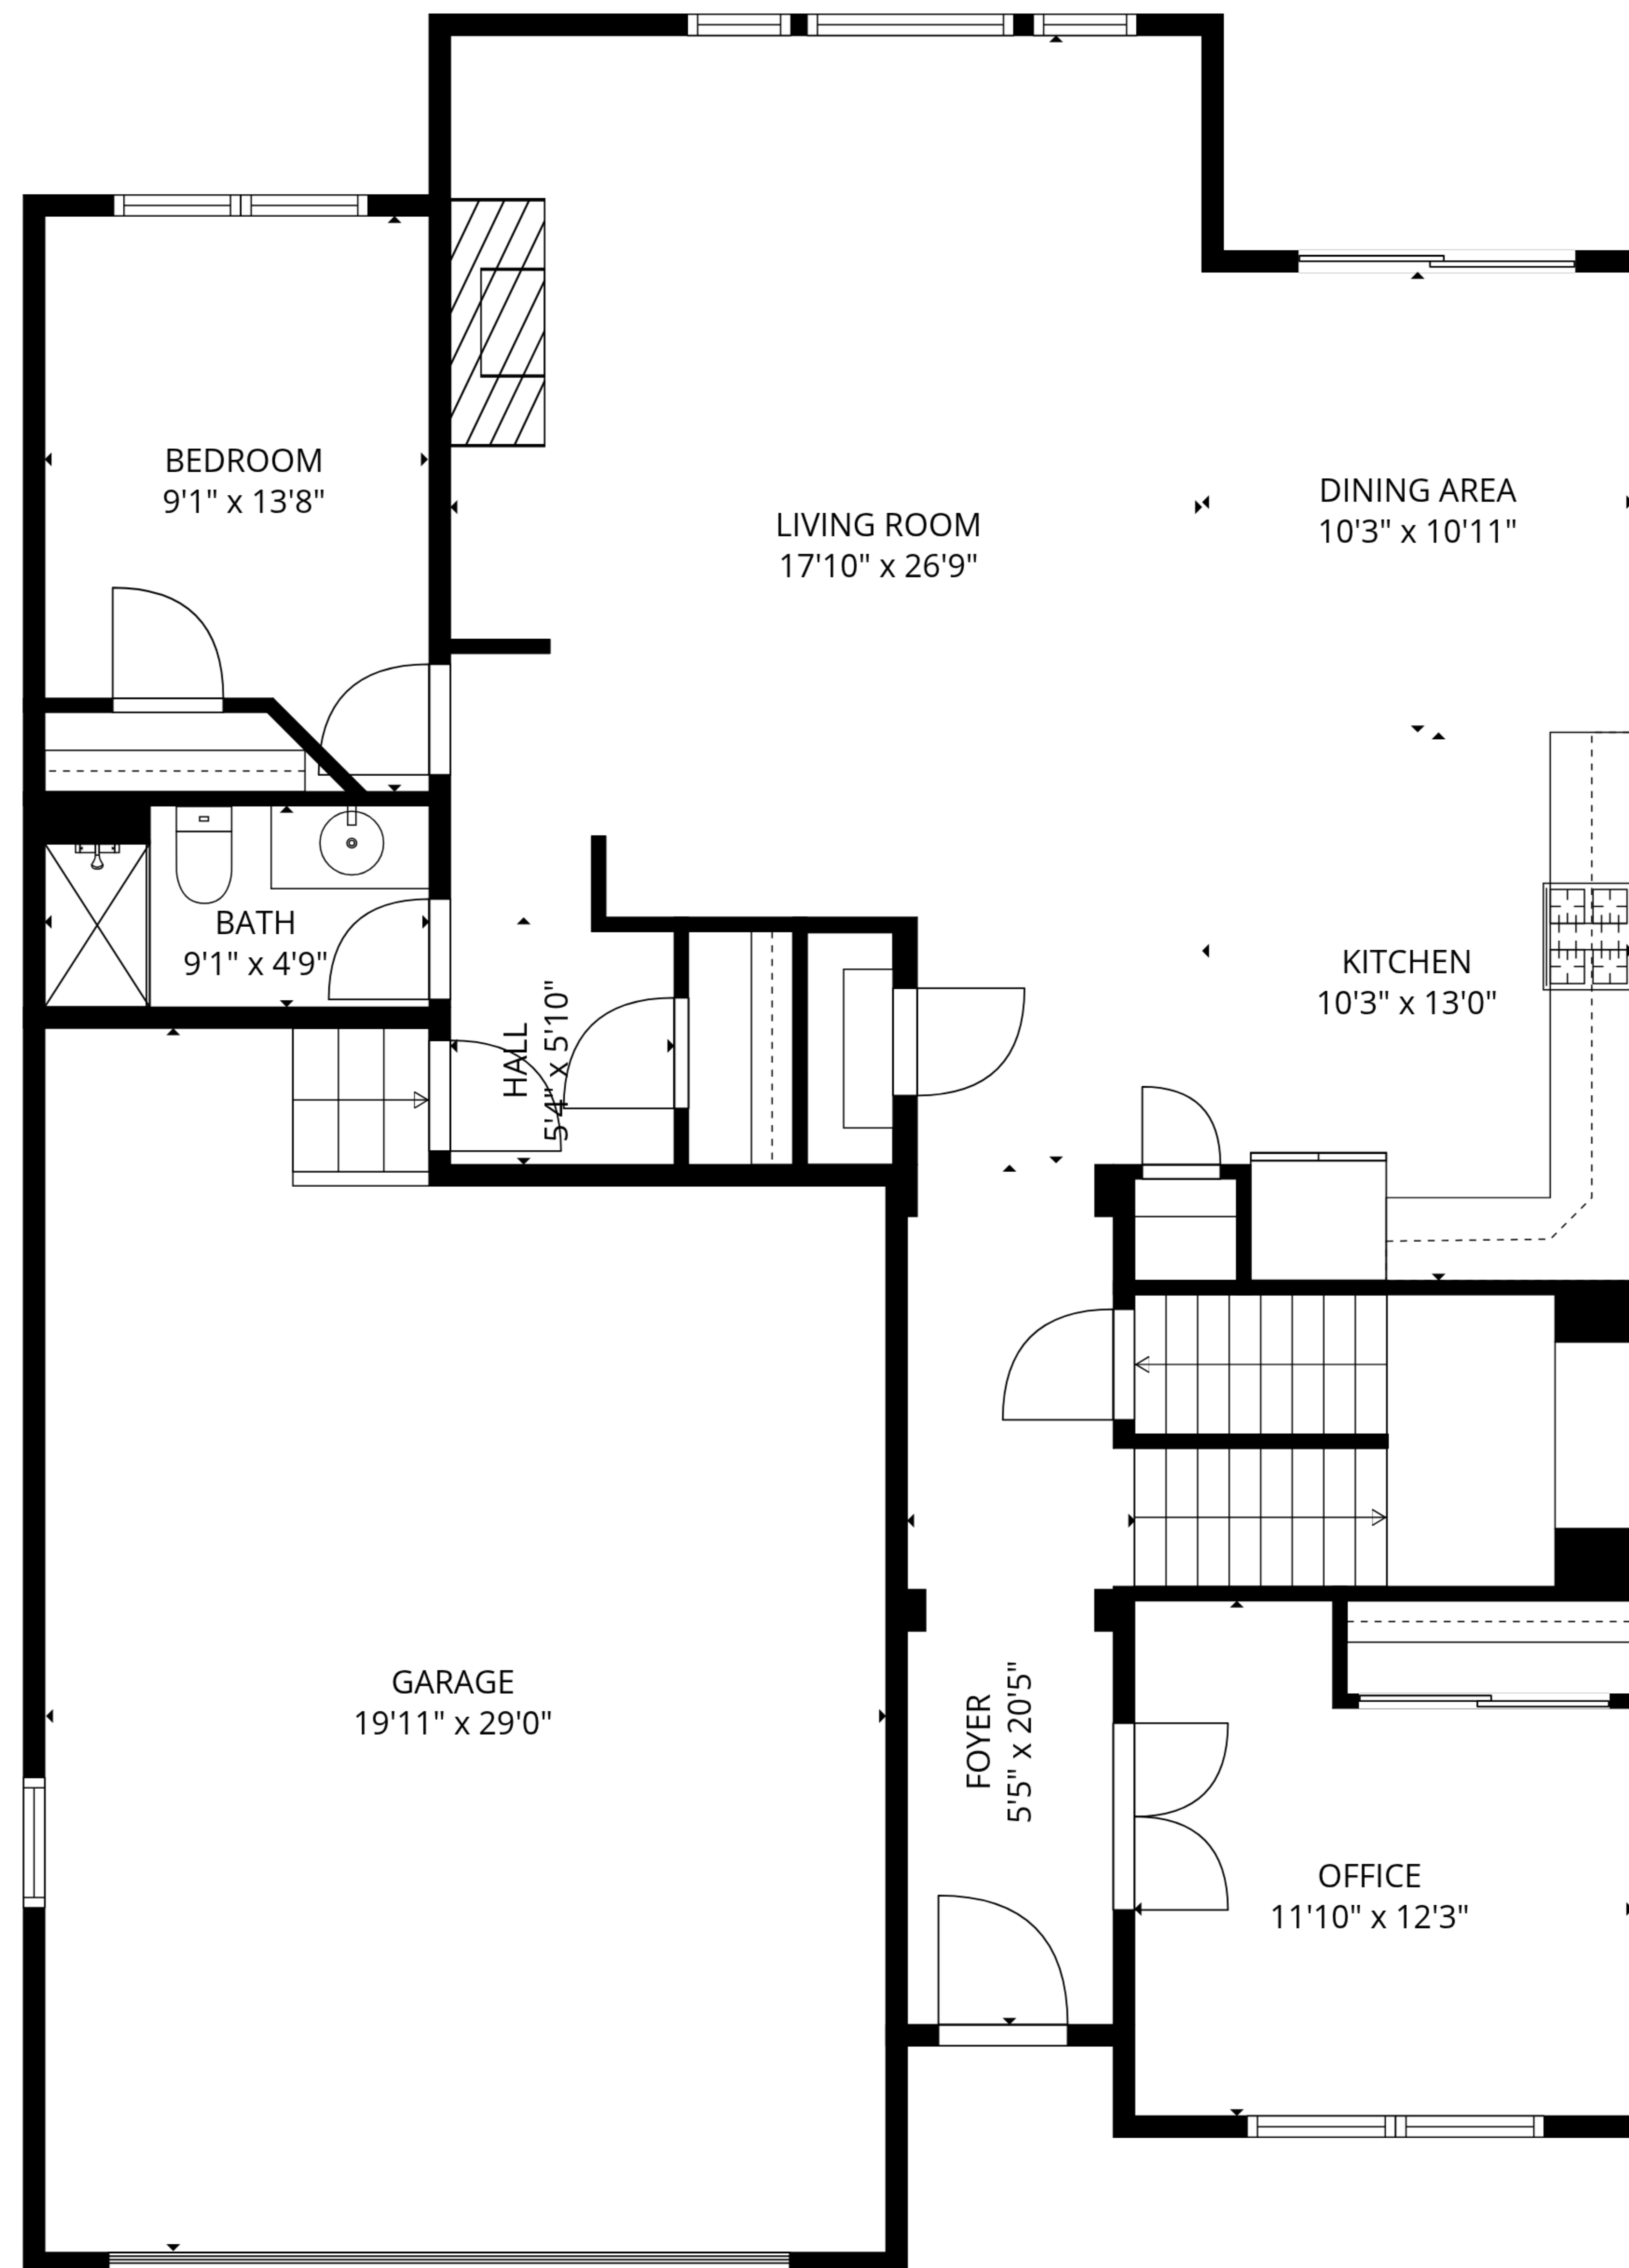 BEDROOM
9'1" x 13'8"
LIVING ROOM
17'10" x 26'9"
DINING AREA
10'3" x 10'11"
BATH
9'1" x 4'9"
HALL
5'4" x 5'10"
KITCHEN
10'3" x 13'0"
GARAGE
19'11" x 29'0"
FOYER
5'5" x 20'5"
OFFICE
11'10" x 12'3"